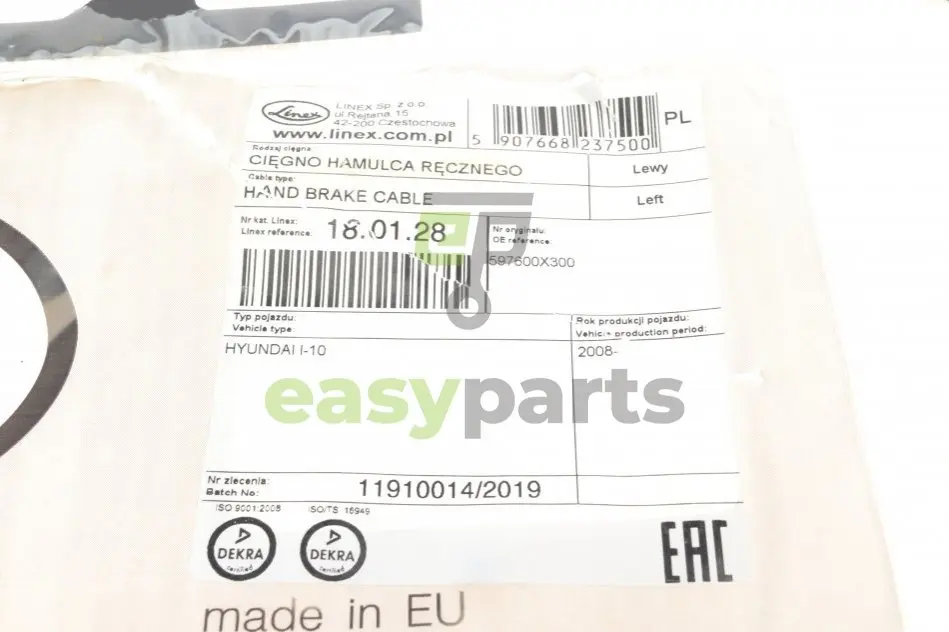 Linex
LINEX Sp. z o.o.
ul.Rejtana 15
42-200 Częstochowa
www.linex.com.pl
5 907668 237500
PL
Rodzaj cięgna:
CIĘGNO HAMULCA RĘCZNEGO
Lewy
Cable type:
HAND BRAKE CABLE
Left
Nr kat. Linex:
Linex reference:
18.01.28
Nr oryginału:
OE reference:
597600X300
Typ pojazdu:
Vehicle type:
Rok produkcji pojazdu:
Vehicle production period:
HYUNDAI I-10
2008-
easyparts
Nr zlecenia:
Batch No:
11910014/2019
ISO 9001:2008
ISO/TS 16949
DEKRA
certified
DEKRA
certified
EAC
made in EU